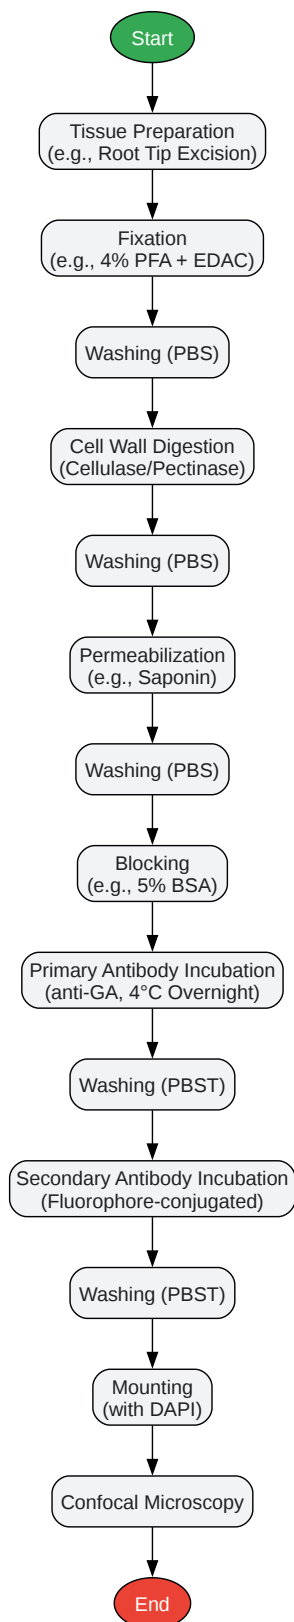 Start
Tissue Preparation
(e.g., Root Tip Excision)
Fixation
(e.g., 4% PFA + EDAC)
Washing (PBS)
Cell Wall Digestion
(Cellulase/Pectinase)
Washing (PBS)
Permeabilization
(e.g., Saponin)
Washing (PBS)
Blocking
(e.g., 5% BSA)
Primary Antibody Incubation
(anti-GA, 4°C Overnight)
Washing (PBST)
Secondary Antibody Incubation
(Fluorophore-conjugated)
Washing (PBST)
Mounting
(with DAPI)
Confocal Microscopy
End